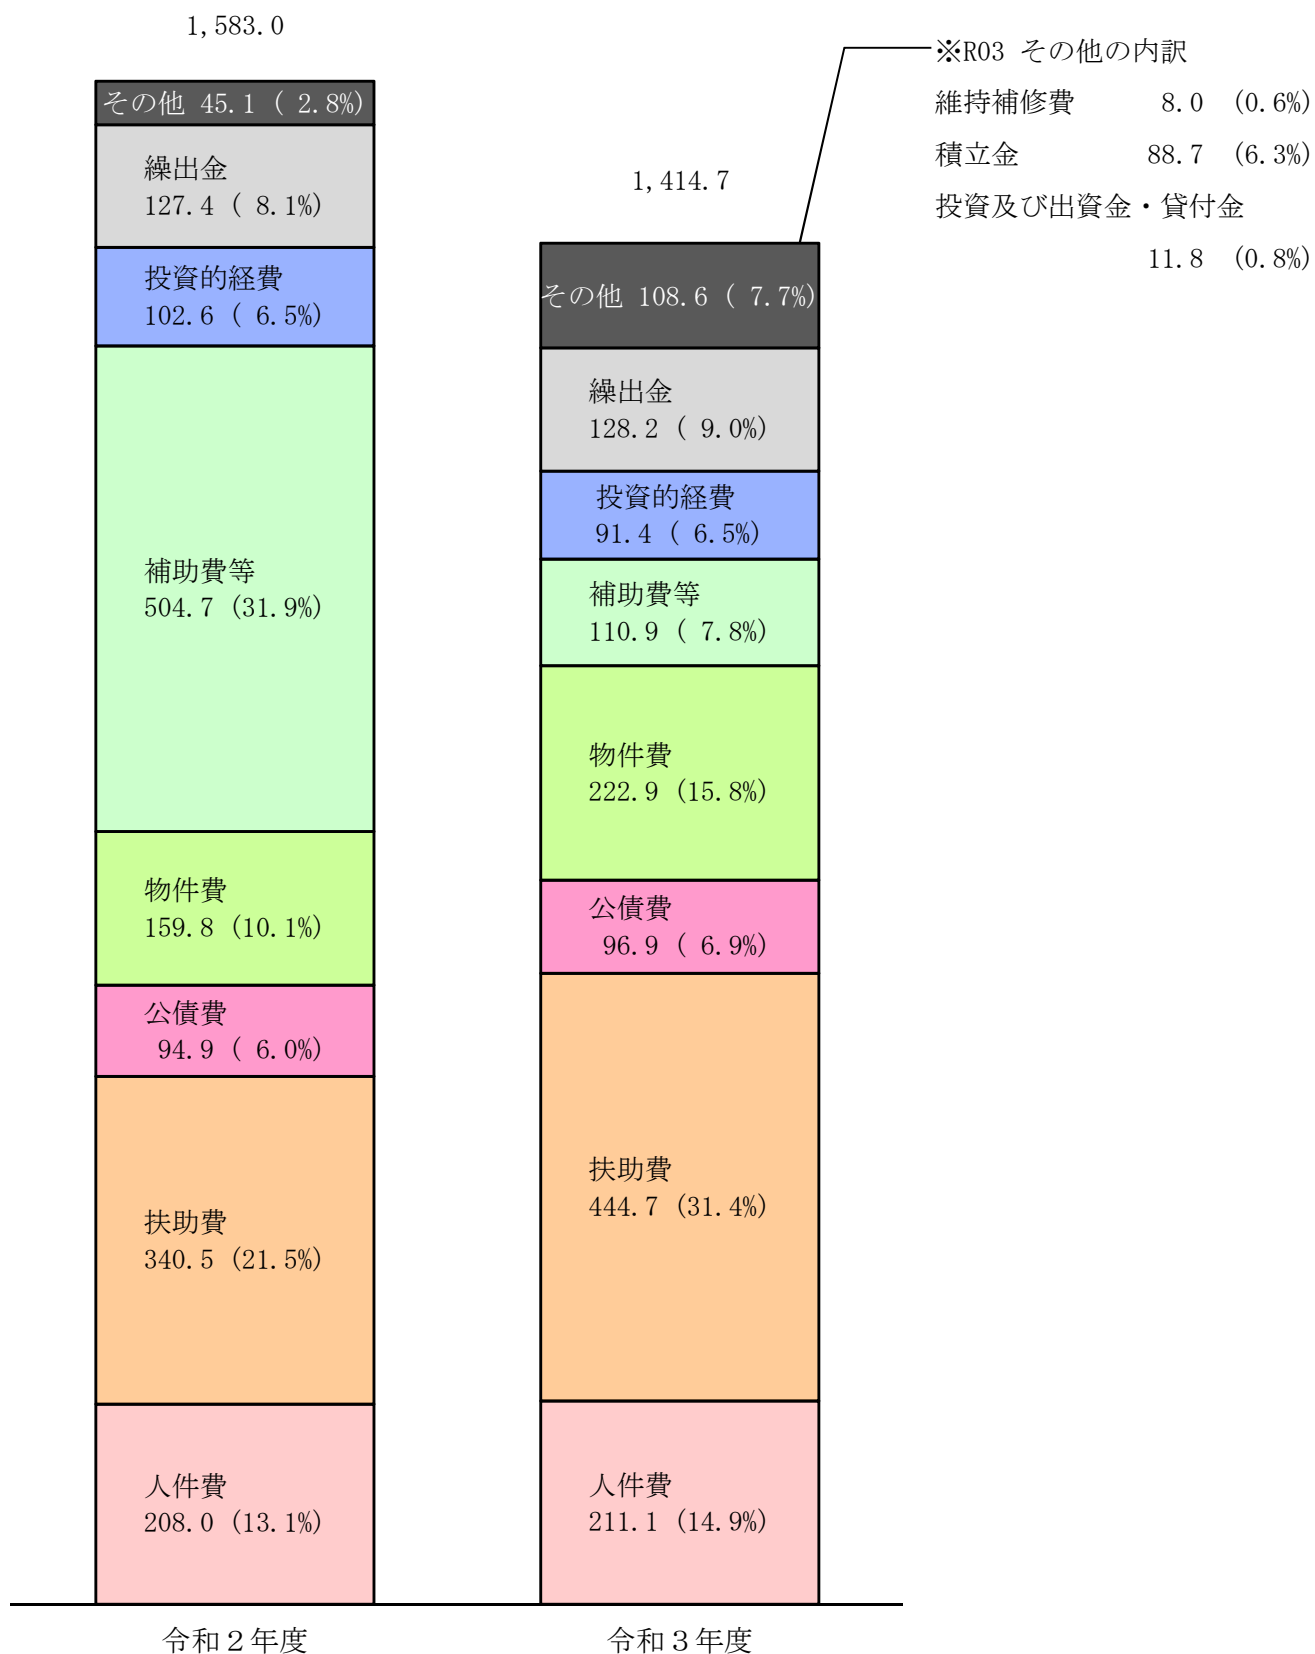 1,583.0
その他 45.1 ( 2.8%)
繰出金
127.4 ( 8.1%)
投資的経費
102.6 ( 6.5%)
補助費等
504.7 (31.9%)
物件費
159.8 (10.1%)
公債費
94.9 ( 6.0%)
扶助費
340.5 (21.5%)
人件費
208.0 (13.1%)
令和２年度
1,414.7
その他 108.6 ( 7.7%)
繰出金
128.2 ( 9.0%)
投資的経費
91.4 ( 6.5%)
補助費等
110.9 ( 7.8%)
物件費
222.9 (15.8%)
公債費
96.9 ( 6.9%)
扶助費
444.7 (31.4%)
人件費
211.1 (14.9%)
令和３年度
※R03 その他の内訳
維持補修費 8.0 (0.6%)
積立金 88.7 (6.3%)
投資及び出資金・貸付金
11.8 (0.8%)